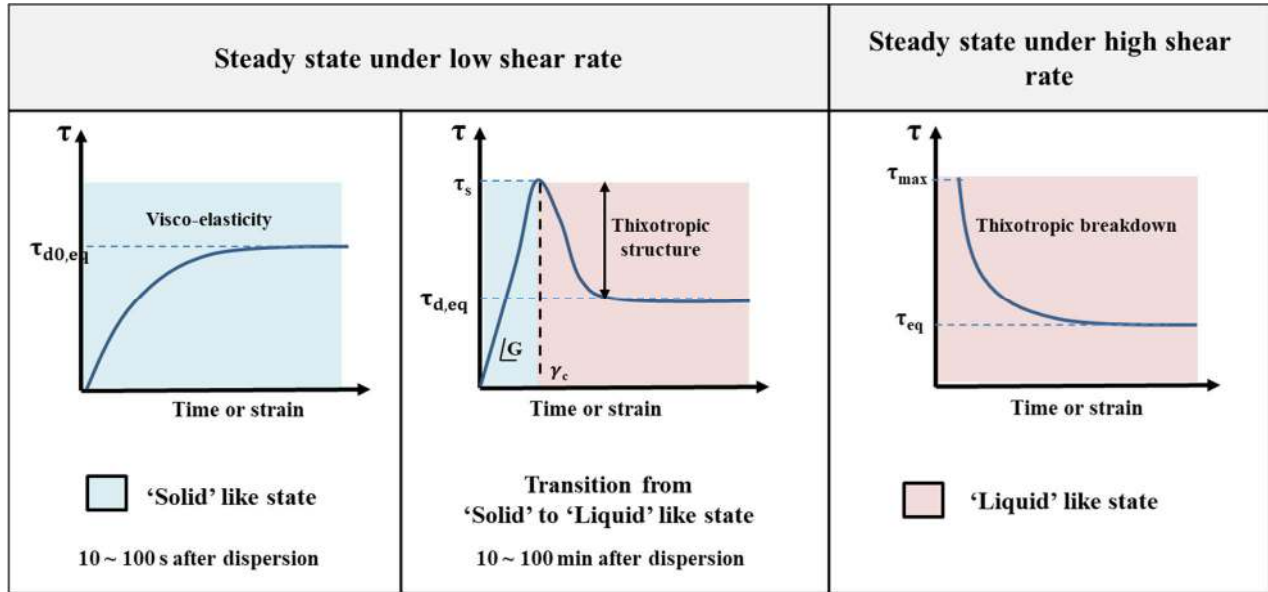 Steady state under low shear rate
Steady state under high shear
rate
τ
Visco-elasticity
τd0,eq
Time or strain
‘Solid’ like state
10 ~ 100 s after dispersion
τ
τs
Thixotropic
structure
τd,eq
G
γc
Time or strain
Transition from
‘Solid’ to ‘Liquid’ like state
10 ~ 100 min after dispersion
τ
τmax
Thixotropic breakdown
τeq
Time or strain
‘Liquid’ like state